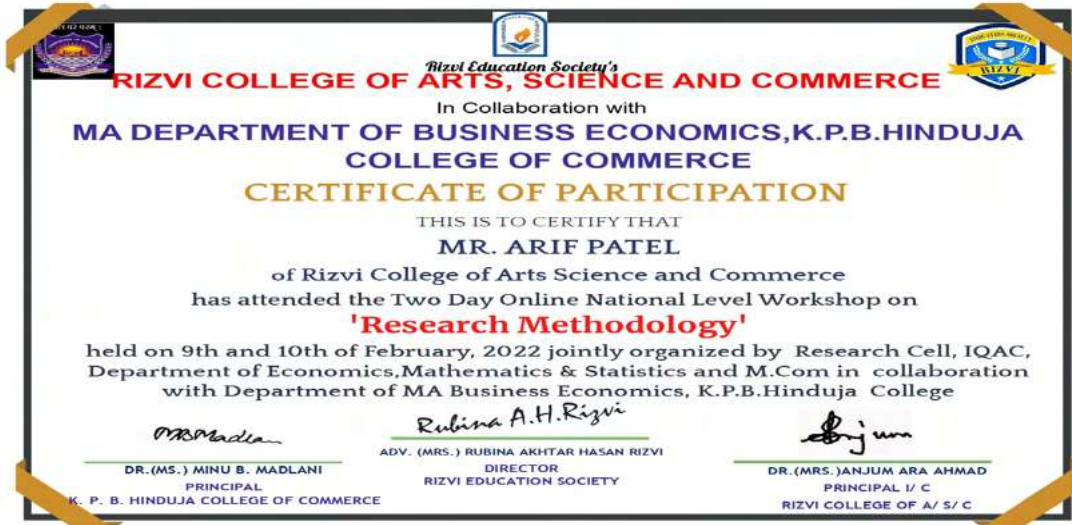 Rizvi Education Society's
RIZVI COLLEGE OF ARTS, SCIENCE AND COMMERCE
In Collaboration with
MA DEPARTMENT OF BUSINESS ECONOMICS,K.P.B.HINDUJA
COLLEGE OF COMMERCE
CERTIFICATE OF PARTICIPATION
THIS IS TO CERTIFY THAT
MR. ARIF PATEL
of Rizvi College of Arts Science and Commerce
has attended the Two Day Online National Level Workshop on
'Research Methodology'
held on 9th and 10th of February, 2022 jointly organized by Research Cell, IQAC,
Department of Economics,Mathematics & Statistics and M.Com in collaboration
with Department of MA Business Economics, K.P.B.Hinduja College
MBMadlani
Rubina A.H.Rizvi
Anjum
DR.(MS.) MINU B. MADLANI
PRINCIPAL
K. P. B. HINDUJA COLLEGE OF COMMERCE
ADV. (MRS.) RUBINA AKHTAR HASAN RIZVI
DIRECTOR
RIZVI EDUCATION SOCIETY
DR.(MRS.)ANJUM ARA AHMAD
PRINCIPAL I/ C
RIZVI COLLEGE OF A/ S/ C
RIZVI